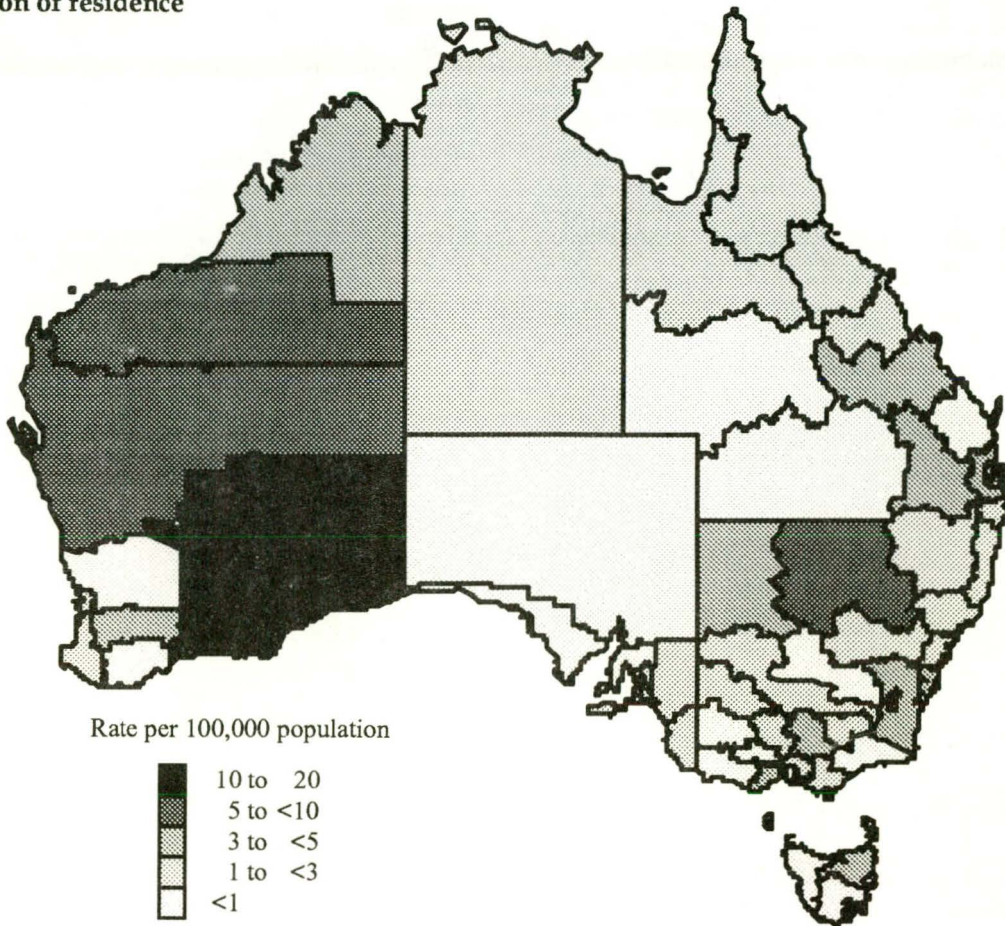 on of residence
Rate per 100,000 population
10 to 20
5 to <10
3 to <5
1 to <3
<1